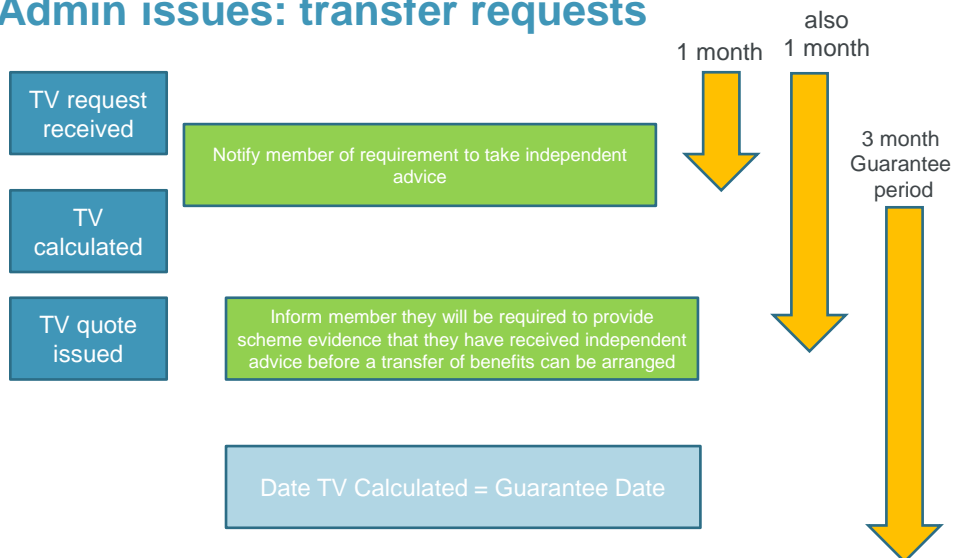 Admin issues: transfer requests
also
1 month
1 month
TV request
received
Notify member of requirement to take independent
advice
3 month
Guarantee
period
TV
calculated
TV quote
issued
Inform member they will be required to provide
scheme evidence that they have received independent
advice before a transfer of benefits can be arranged
Date TV Calculated = Guarantee Date